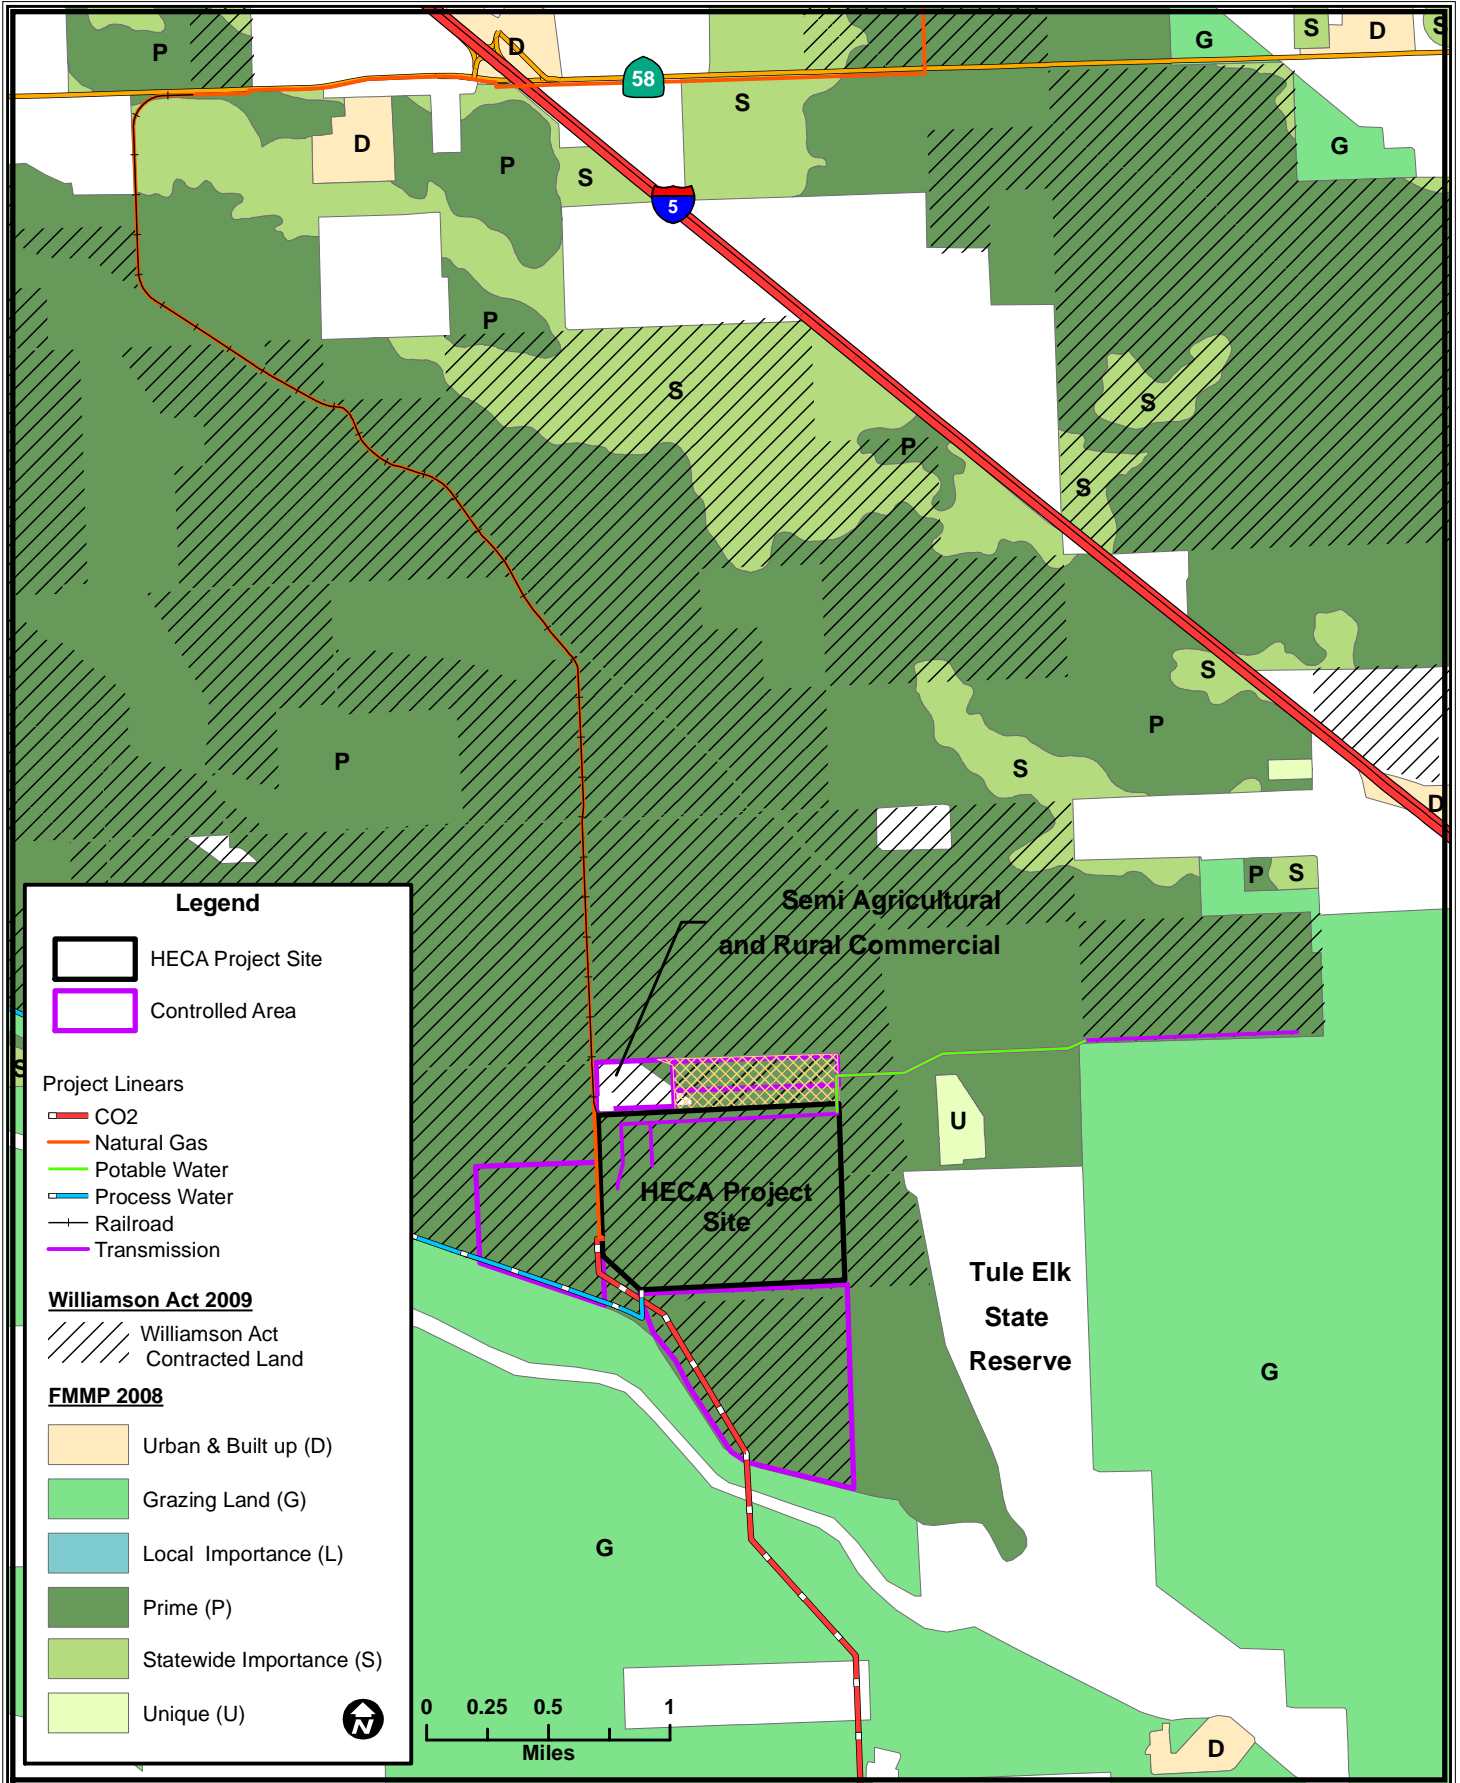 P
D
G
S
D
S
58
S
D
P
S
G
5
P
S
S
P
S
S
P
P
S
S
D
P
S
Semi Agricultural
and Rural Commercial
S
U
HECA Project
Site
Tule Elk
State
Reserve
G
G
D
Legend
HECA Project Site
Controlled Area
Project Linears
CO2
Natural Gas
Potable Water
Process Water
Railroad
Transmission
Williamson Act 2009
Williamson Act
Contracted Land
FMMP 2008
Urban & Built up (D)
Grazing Land (G)
Local Importance (L)
Prime (P)
Statewide Importance (S)
Unique (U)
N
0 0.25 0.5 1
Miles